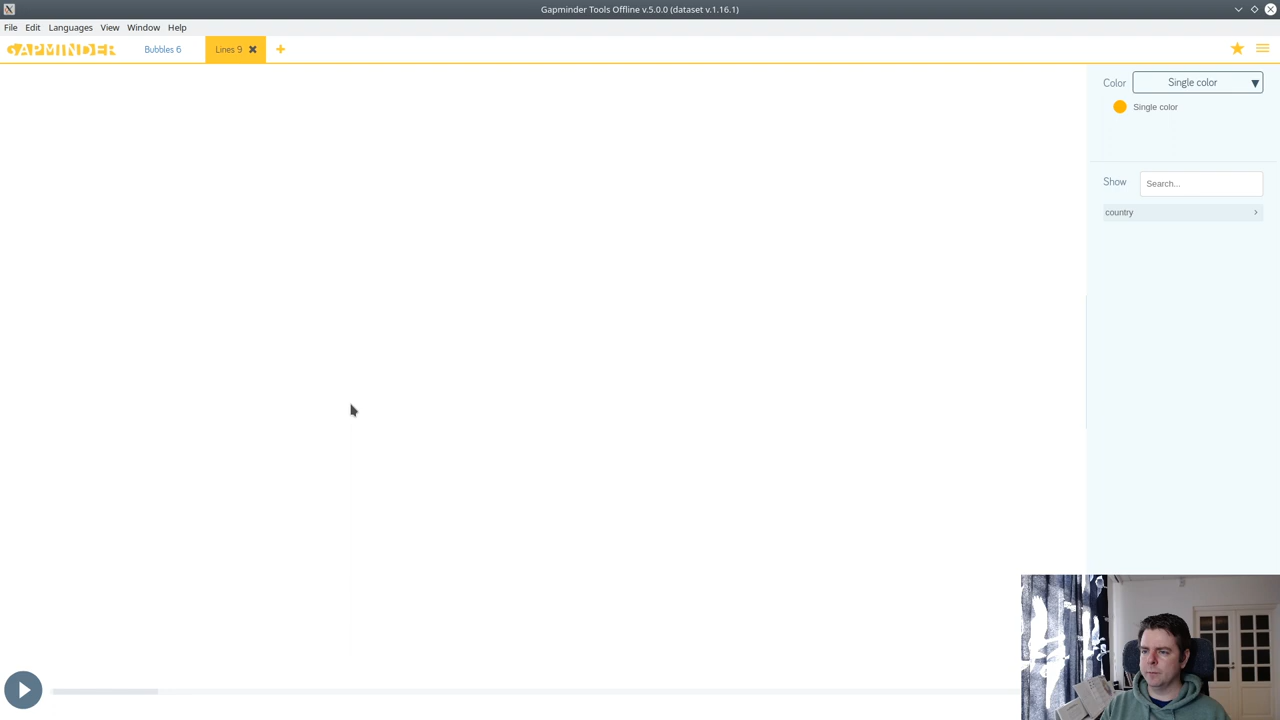 Gapminder Tools Offline v.5.0.0 (dataset v.1.16.1)
File Edit Languages View Window Help
GAPMINDER Bubbles 6 Lines 9
Color Single color
Single color
Show Search...
country